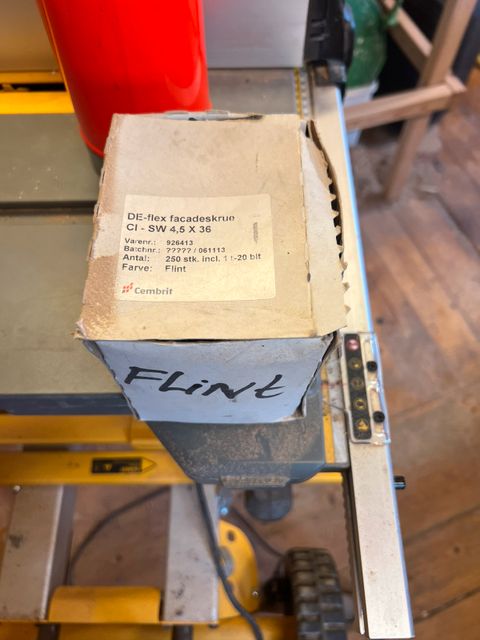 DE-flex facadeskrue
CI - SW 4,5 X 36
Varenr.: 926413
Batchnr.: ????? / 061113
Antal: 250 stk. incl. 1 t-20 bit
Farve: Flint
Cembrit
FLiNt